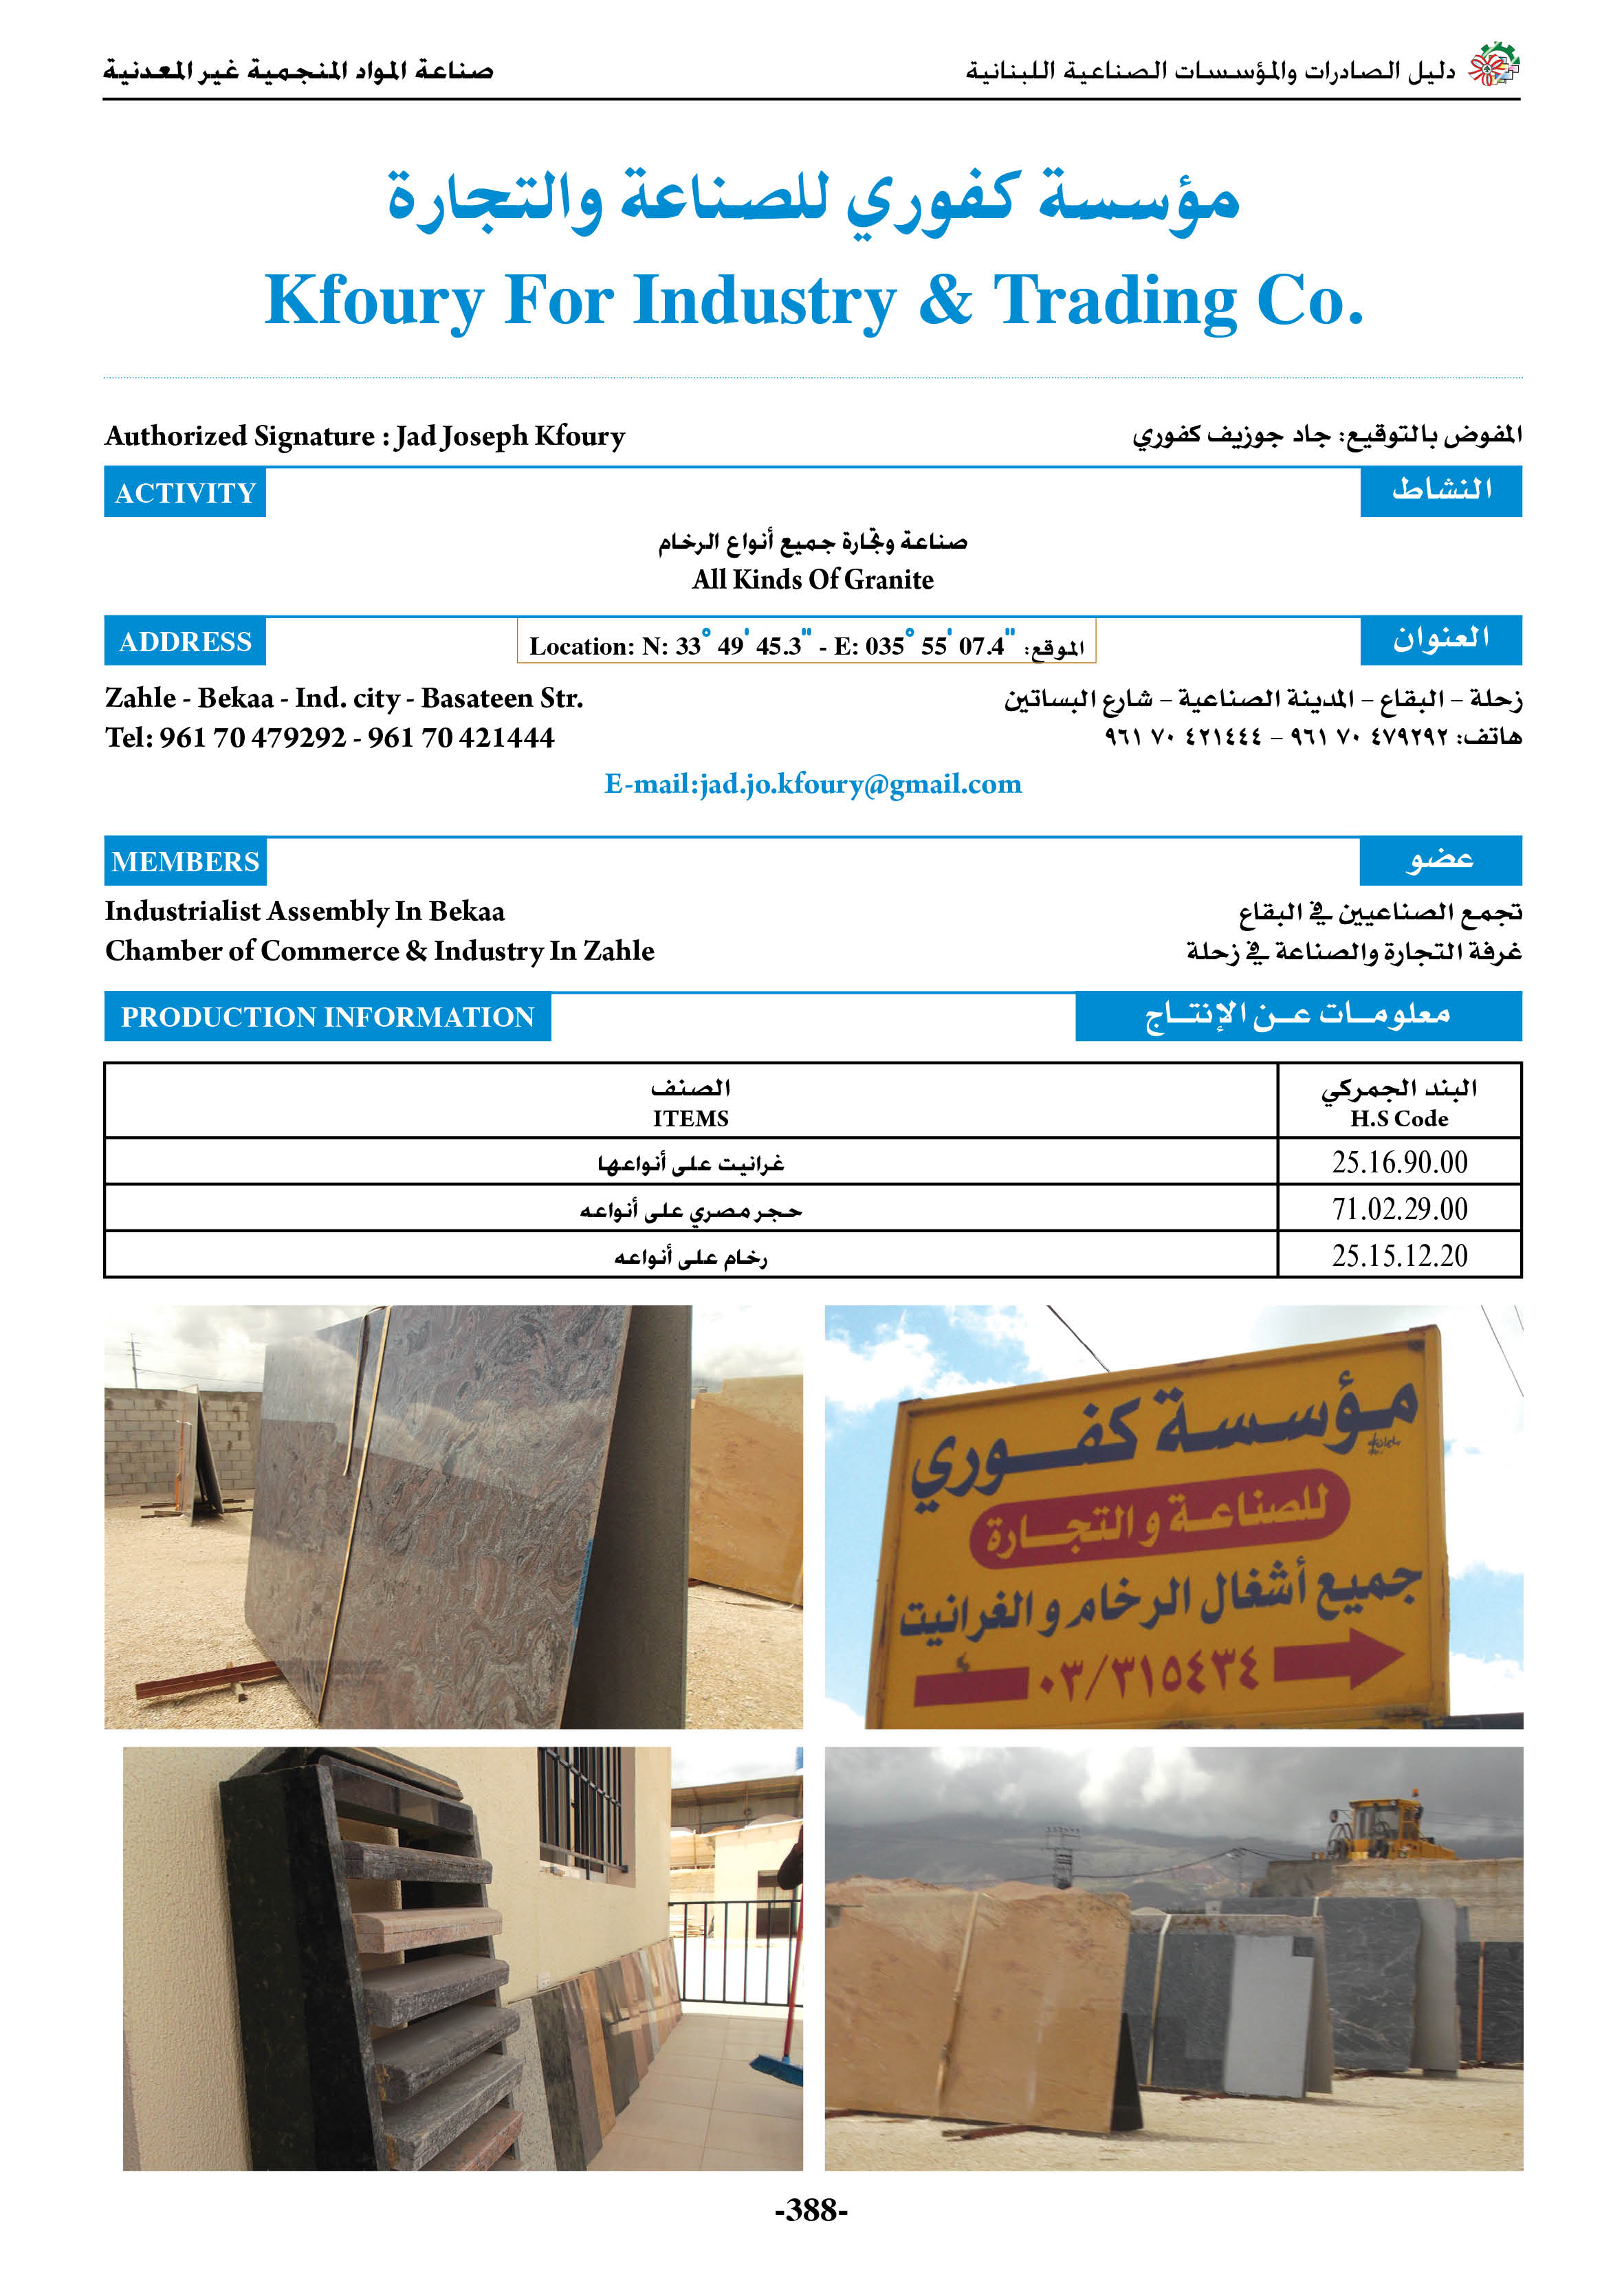 دليل الصادرات والمؤسسات الصناعية اللبنانية
صناعة المواد المنجمية غير المعدنية
مؤسسة كفوري للصناعة والتجارة
Kfoury For Industry & Trading Co.
Authorized Signature : Jad Joseph Kfoury
المفوض بالتوقيع: جاد جوزيف كفوري
ACTIVITY
النشاط
صناعة وتجارة جميع أنواع الرخام
All Kinds Of Granite
ADDRESS
Location: N: 33° 49' 45.3" - E: 035° 55' 07.4" :الموقع
العنوان
Zahle - Bekaa - Ind. city - Basateen Str.
زحلة – البقاع – المدينة الصناعية – شارع البساتين
Tel: 961 70 479292 - 961 70 421444
هاتف: ٤٧٩٢٩٢ ٧٠ ٩٦١ – ٤٢١٤٤٤ ٧٠ ٩٦١
E-mail:jad.jo.kfoury@gmail.com
MEMBERS
عضو
Industrialist Assembly In Bekaa
تجمع الصناعيين في البقاع
Chamber of Commerce & Industry In Zahle
غرفة التجارة والصناعة في زحلة
PRODUCTION INFORMATION
معلومات عن الإنتاج
البند الجمركي
H.S Code
الصنف
ITEMS
25.16.90.00
غرانيت على أنواعها
71.02.29.00
حجر مصري على أنواعه
25.15.12.20
رخام على أنواعه
مؤسسة كفوري
للصناعة والتجارة
جميع أشغال الرخام والغرانيت
٠٣/٣١٥٤٣٤
-388-